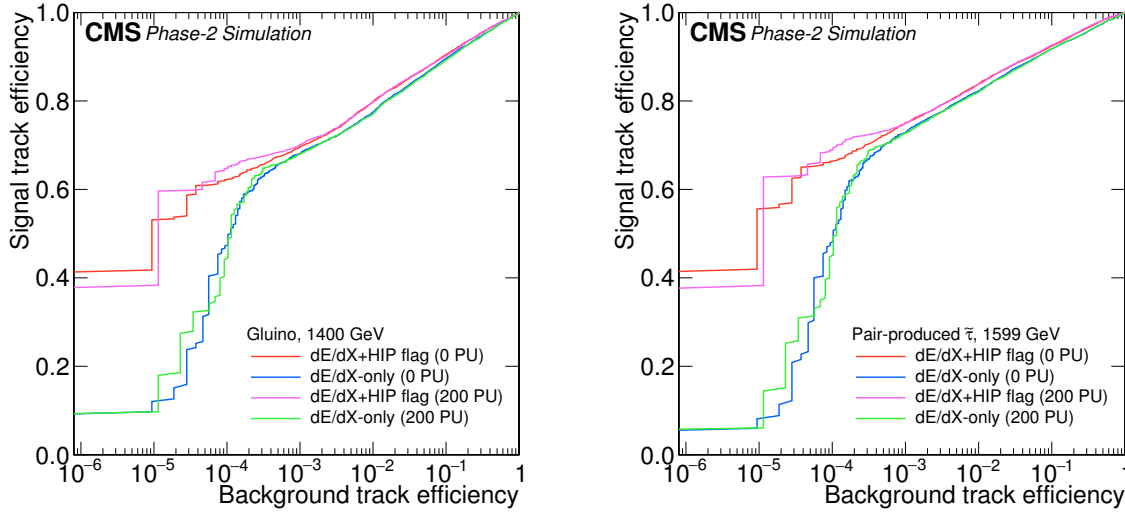 CMS Phase-2 Simulation
Signal track efficiency
1.0
0.8
0.6
0.4
0.2
0.0
Gluino, 1400 GeV
dE/dX+HIP flag (0 PU)
dE/dX-only (0 PU)
dE/dX+HIP flag (200 PU)
dE/dX-only (200 PU)
10⁻⁶ 10⁻⁵ 10⁻⁴ 10⁻³ 10⁻² 10⁻¹ 1
Background track efficiency
CMS Phase-2 Simulation
Signal track efficiency
1.0
0.8
0.6
0.4
0.2
0.0
Pair-produced τ̃, 1599 GeV
dE/dX+HIP flag (0 PU)
dE/dX-only (0 PU)
dE/dX+HIP flag (200 PU)
dE/dX-only (200 PU)
10⁻⁶ 10⁻⁵ 10⁻⁴ 10⁻³ 10⁻² 10⁻¹ 1
Background track efficiency